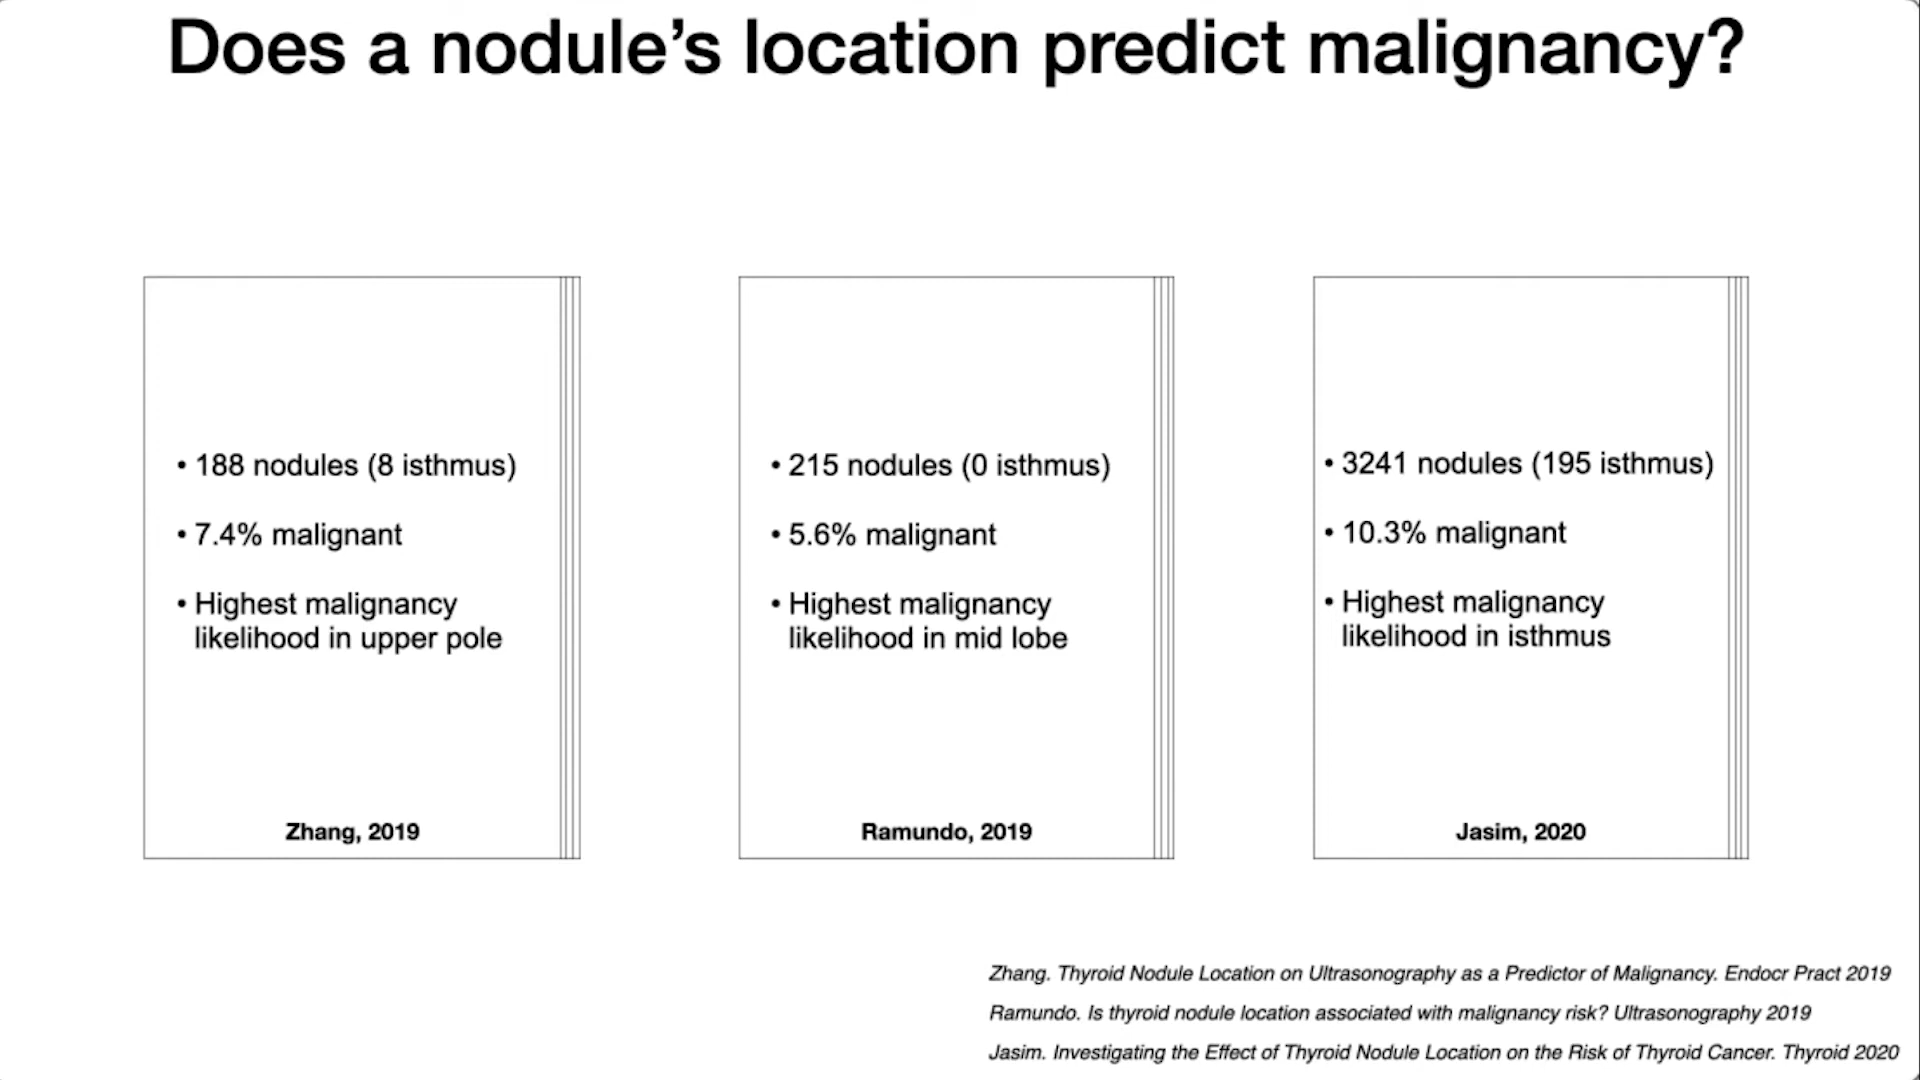 Does a nodule’s location predict malignancy?
• 188 nodules (8 isthmus)
• 7.4% malignant
• Highest malignancy
likelihood in upper pole
Zhang, 2019
• 215 nodules (0 isthmus)
• 5.6% malignant
• Highest malignancy
likelihood in mid lobe
Ramundo, 2019
• 3241 nodules (195 isthmus)
• 10.3% malignant
• Highest malignancy
likelihood in isthmus
Jasim, 2020
Zhang. Thyroid Nodule Location on Ultrasonography as a Predictor of Malignancy. Endocr Pract 2019
Ramundo. Is thyroid nodule location associated with malignancy risk? Ultrasonography 2019
Jasim. Investigating the Effect of Thyroid Nodule Location on the Risk of Thyroid Cancer. Thyroid 2020